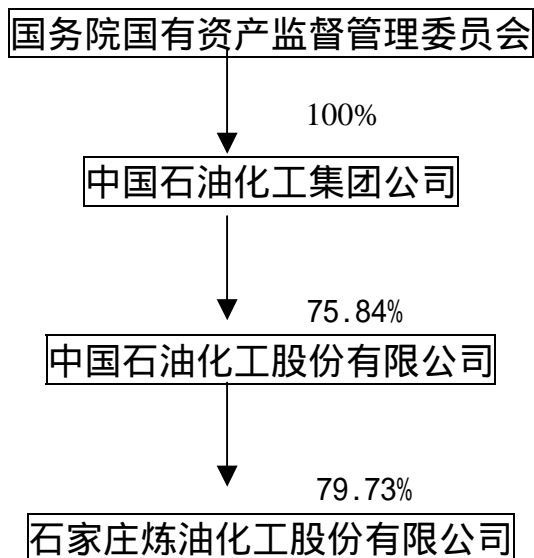 国务院国有资产监督管理委员会
100%
中国石油化工集团公司
75.84%
中国石油化工股份有限公司
79.73%
石家庄炼油化工股份有限公司